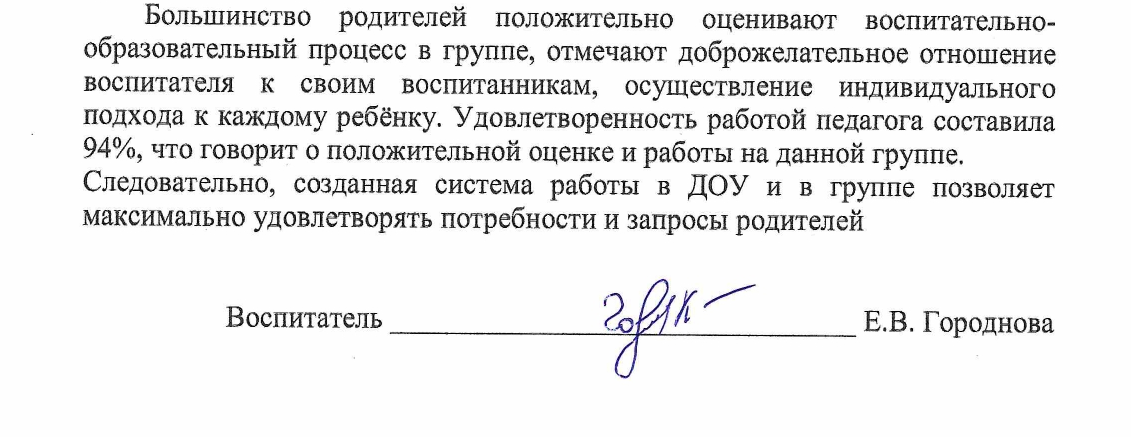 Большинство родителей положительно оценивают воспитательно-
образовательный процесс в группе, отмечают доброжелательное отношение
воспитателя к своим воспитанникам, осуществление индивидуального
подхода к каждому ребёнку. Удовлетворенность работой педагога составила
94%, что говорит о положительной оценке и работы на данной группе.
Следовательно, созданная система работы в ДОУ и в группе позволяет
максимально удовлетворять потребности и запросы родителей
Воспитатель Е.В. Городнова